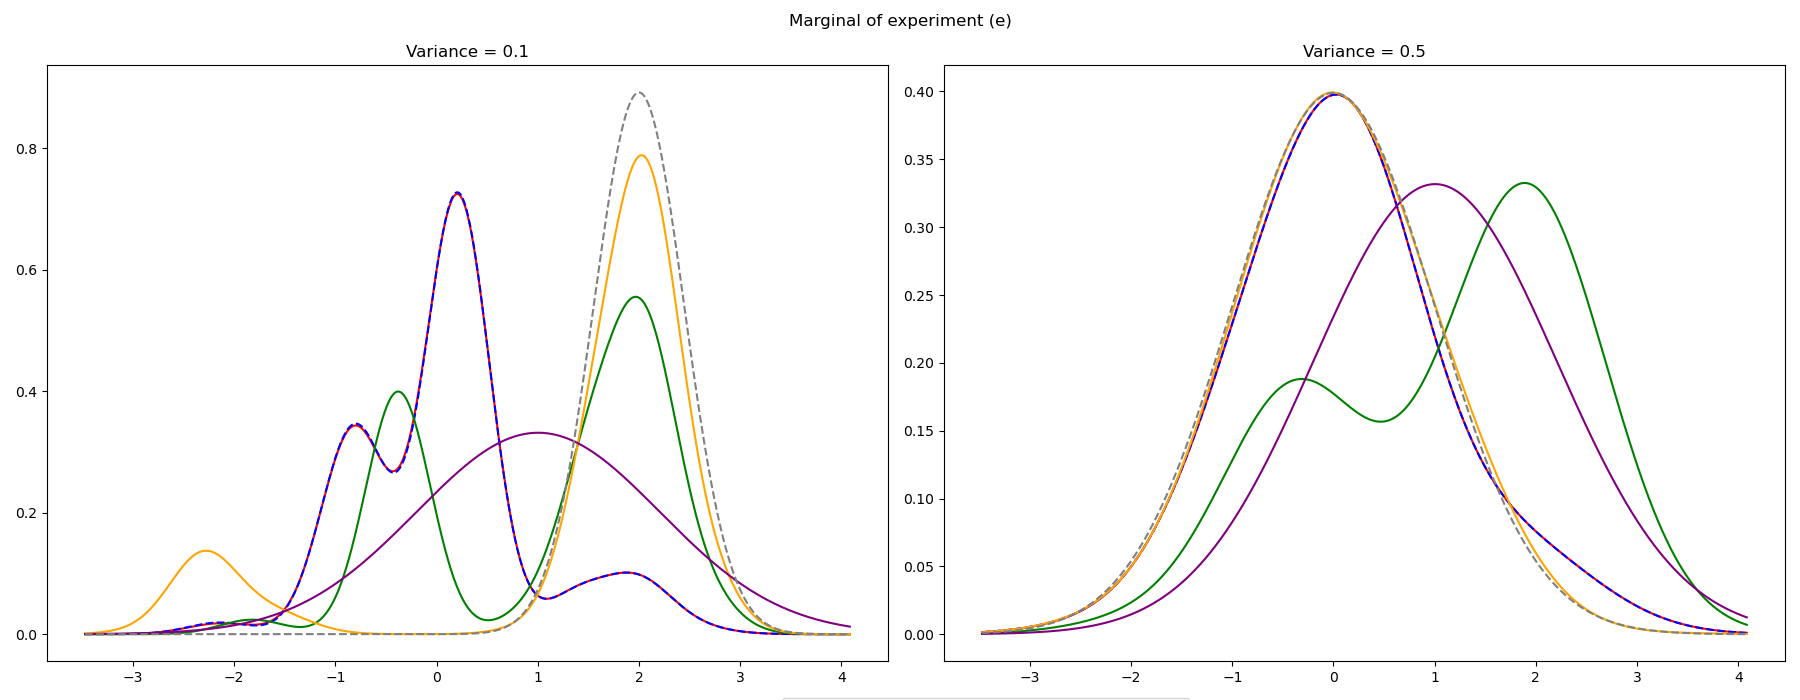 Marginal of experiment (e)
Variance = 0.1
Variance = 0.5
0.8
0.6
0.4
0.2
0.0
−3 −2 −1 0 1 2 3 4
0.40
0.35
0.30
0.25
0.20
0.15
0.10
0.05
0.00
−3 −2 −1 0 1 2 3 4